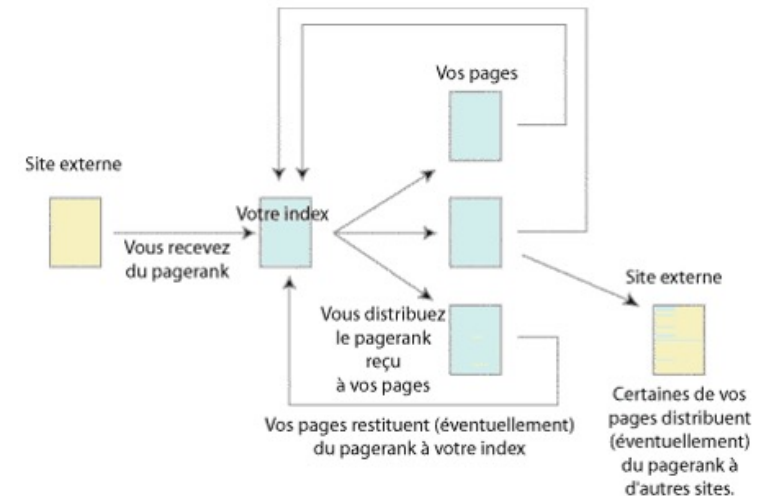 Vos pages
Site externe
Votre index
Vous recevez
du pagerank
Site externe
Vous distribuez
le pagerank
reçu
à vos pages
Certaines de vos
pages distribuent
(éventuellement)
du pagerank à
d'autres sites.
Vos pages restituent (éventuellement)
du pagerank à votre index